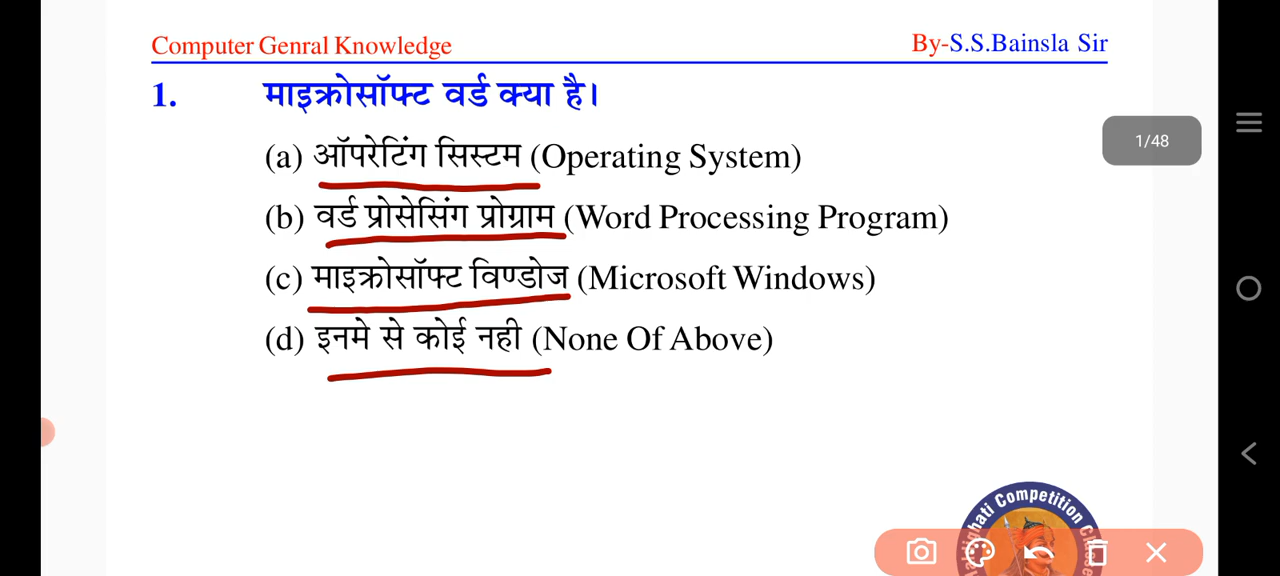 Computer Genral Knowledge By-S.S.Bainsla Sir
1. माइक्रोसॉफ्ट वर्ड क्या है।
1/48
(a) ऑपरेटिंग सिस्टम (Operating System)
(b) वर्ड प्रोसेसिंग प्रोग्राम (Word Processing Program)
(c) माइक्रोसॉफ्ट विण्डोज (Microsoft Windows)
(d) इनमे से कोई नही (None Of Above)
Competition